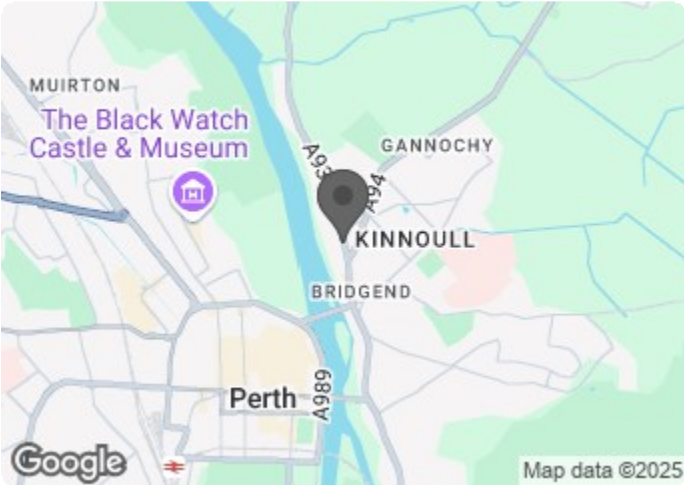 MUIRTON
The Black Watch
Castle & Museum
GANNOCHY
A93
A94
KINNOULL
BRIDGEND
A989
Perth
Google
Map data ©2025